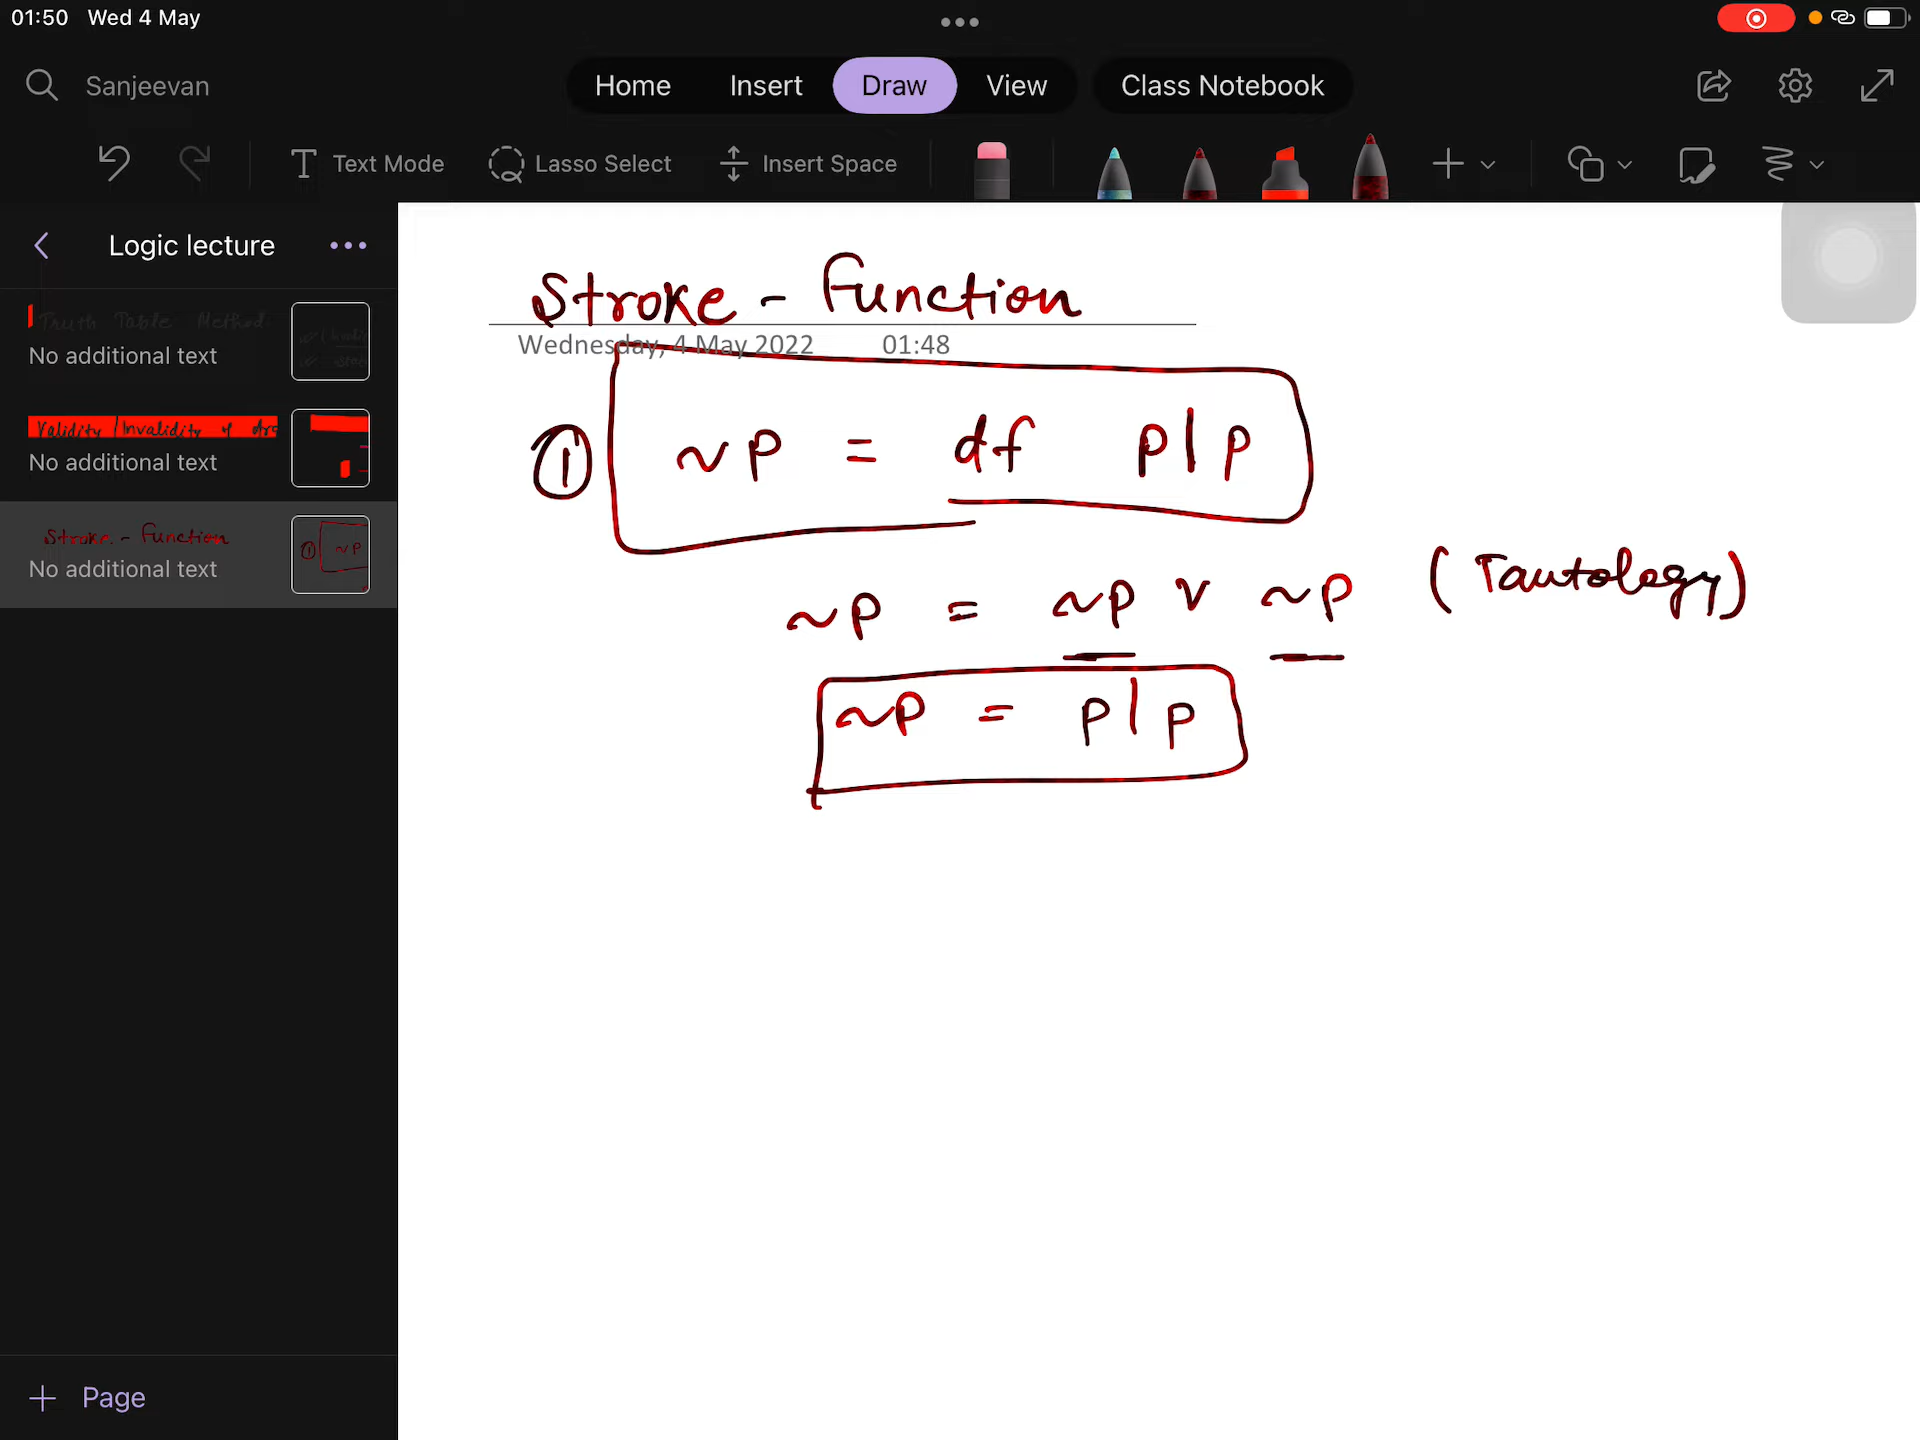 01:50 Wed 4 May
Sanjeevan
Home Insert Draw View Class Notebook
Text Mode Lasso Select Insert Space
Logic lecture
Truth Table Method
No additional text
Validity / Invalidity of
No additional text
Stroke - Function
No additional text
① ~P
Page
Stroke - Function
Wednesday, 4 May 2022 01:48
① ~P = df P|P
~P = ~P v ~P (Tautology)
~P = P|P